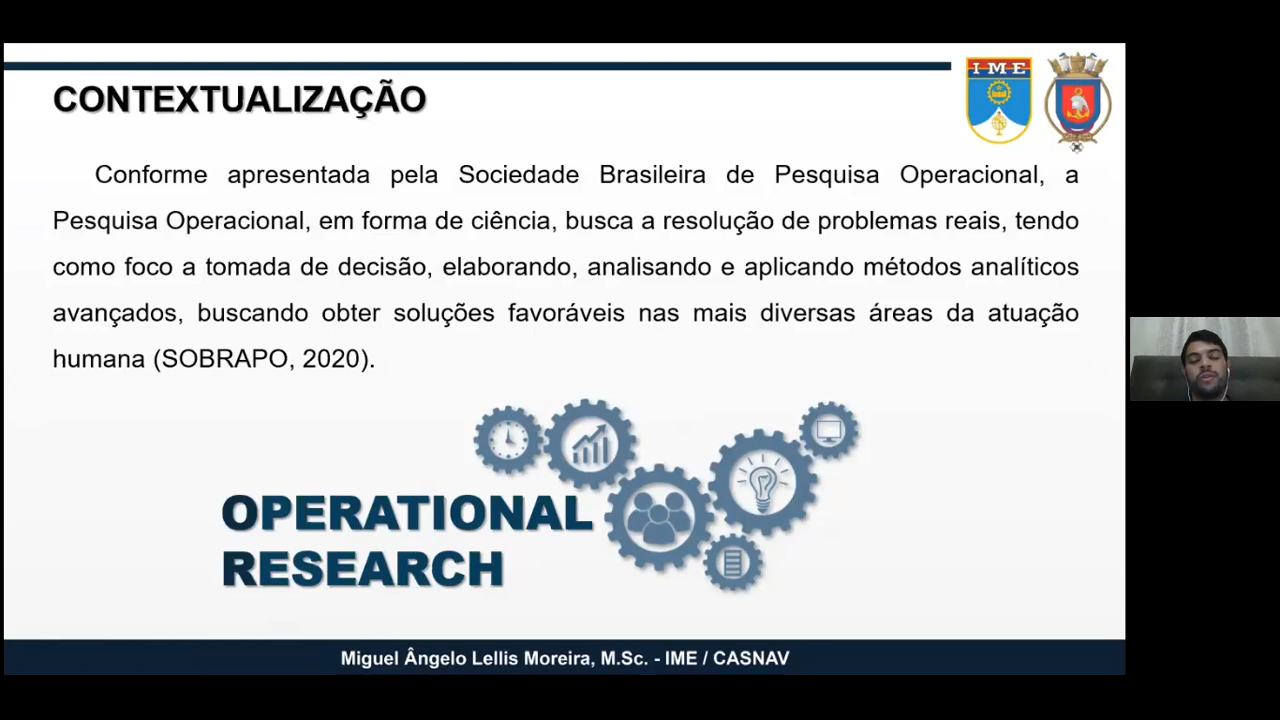 IME
CONTEXTUALIZAÇÃO
Conforme apresentada pela Sociedade Brasileira de Pesquisa Operacional, a
Pesquisa Operacional, em forma de ciência, busca a resolução de problemas reais, tendo
como foco a tomada de decisão, elaborando, analisando e aplicando métodos analíticos
avançados, buscando obter soluções favoráveis nas mais diversas áreas da atuação
humana (SOBRAPO, 2020).
OPERATIONAL
RESEARCH
Miguel Ângelo Lellis Moreira, M.Sc. - IME / CASNAV